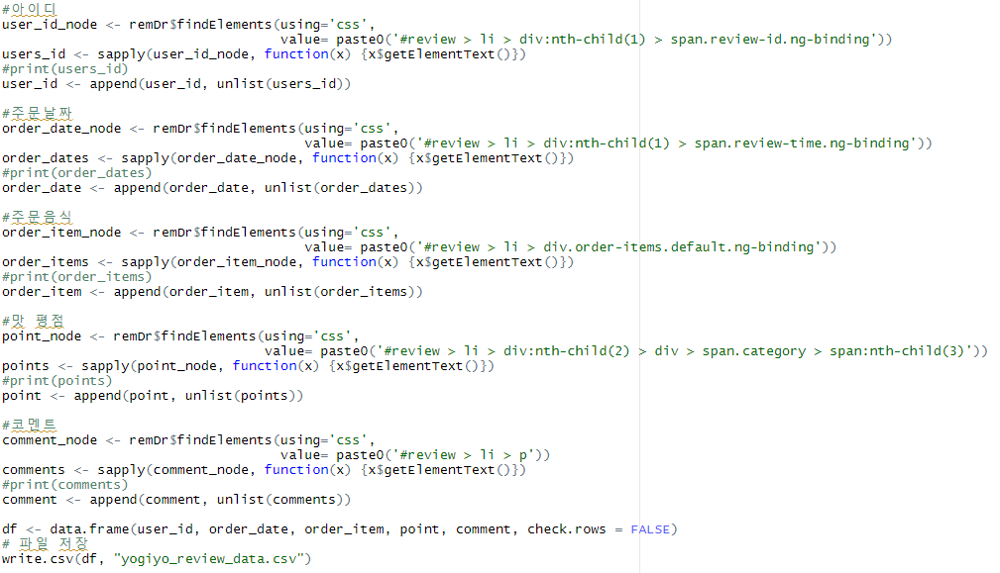 #아이디
user_id_node <- remDr$findElements(using='css',
value= paste0('#review > li > div:nth-child(1) > span.review-id.ng-binding'))
users_id <- sapply(user_id_node, function(x) {x$getElementText()})
#print(users_id)
user_id <- append(user_id, unlist(users_id))
#주문날짜
order_date_node <- remDr$findElements(using='css',
value= paste0('#review > li > div:nth-child(1) > span.review-time.ng-binding'))
order_dates <- sapply(order_date_node, function(x) {x$getElementText()})
#print(order_dates)
order_date <- append(order_date, unlist(order_dates))
#주문음식
order_item_node <- remDr$findElements(using='css',
value= paste0('#review > li > div.order-items.default.ng-binding'))
order_items <- sapply(order_item_node, function(x) {x$getElementText()})
#print(order_items)
order_item <- append(order_item, unlist(order_items))
#맛 평점
point_node <- remDr$findElements(using='css',
value= paste0('#review > li > div:nth-child(2) > div > span.category > span:nth-child(3)'))
points <- sapply(point_node, function(x) {x$getElementText()})
#print(points)
point <- append(point, unlist(points))
#코멘트
comment_node <- remDr$findElements(using='css',
value= paste0('#review > li > p'))
comments <- sapply(comment_node, function(x) {x$getElementText()})
#print(comments)
comment <- append(comment, unlist(comments))
df <- data.frame(user_id, order_date, order_item, point, comment, check.rows = FALSE)
# 파일 저장
write.csv(df, "yogiyo_review_data.csv")